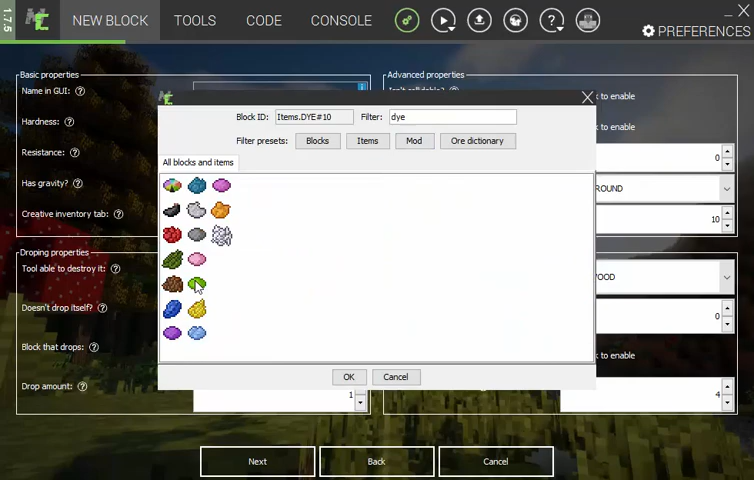 1.7.5
NEW BLOCK
TOOLS
CODE
CONSOLE
PREFERENCES
Basic properties
Name in GUI:
Hardness:
Resistance:
Has gravity?
Creative inventory tab:
Droping properties
Tool able to destroy it:
Doesn't drop itself?
Block that drops:
Drop amount:
1
Block ID: Items.DYE#10 Filter: dye
Filter presets: Blocks Items Mod Ore dictionary
All blocks and items
OK Cancel
Advanced properties
k to enable
k to enable
0
ROUND
10
OOD
0
k to enable
4
Next Back Cancel